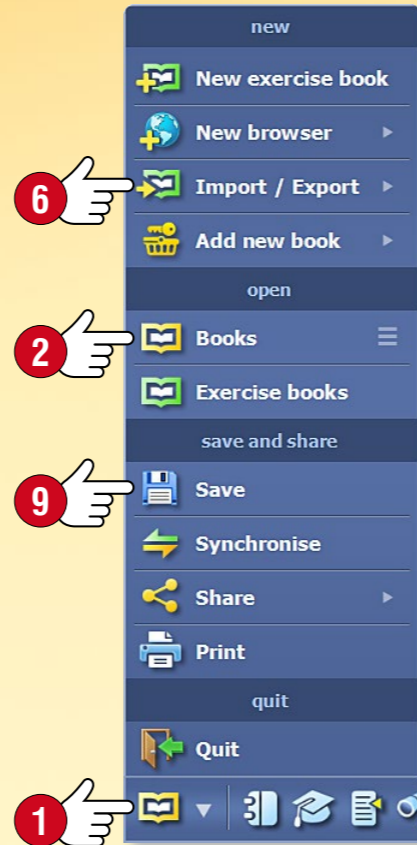 new
New exercise book
New browser
6 Import / Export
Add new book
open
2 Books
Exercise books
save and share
9 Save
Synchronise
Share
Print
quit
Quit
1